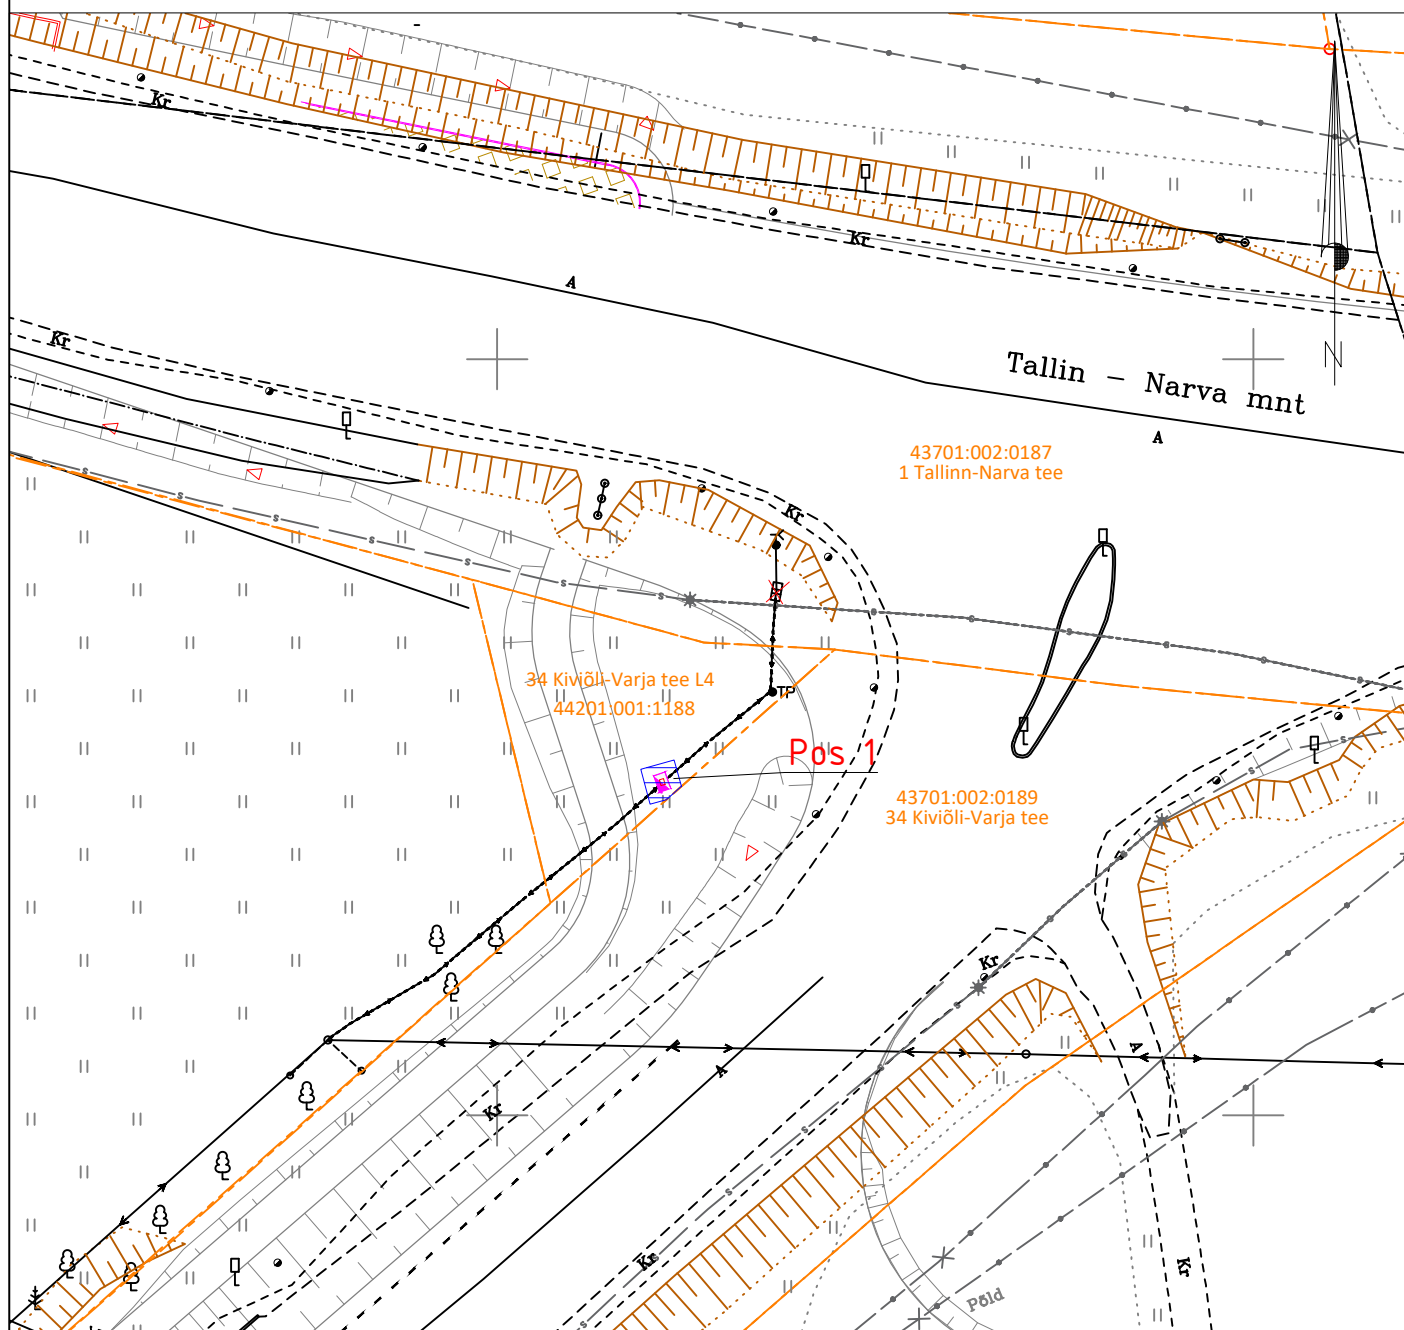 Kr
Kr
A
Kr
N
Tallin - Narva mnt
A
43701:002:0187
1 Tallinn-Narva tee
s
s
s
s
s
s
s
Kr
s
s
s
s
s
s
34 Kiviõli-Varja tee L4
44201:001:1188
TP
Pos 1
s
s
43701:002:0189
34 Kiviõli-Varja tee
Kr
A
A
Kr
s
s
Kr
Kr
Põld
s